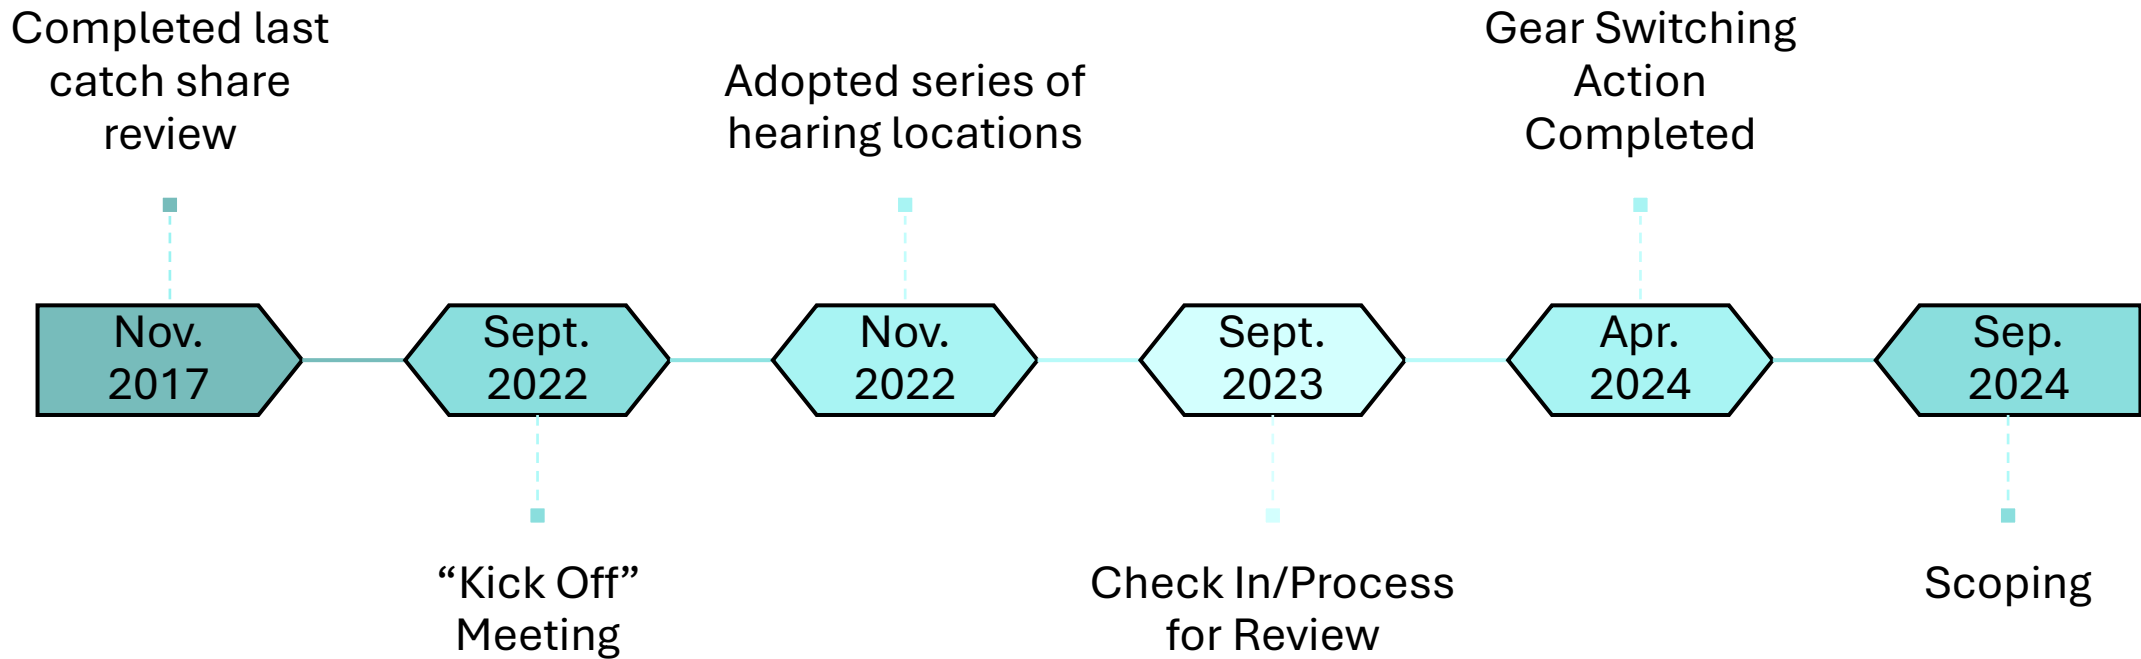 Completed last
catch share
review
Adopted series of
hearing locations
Gear Switching
Action
Completed
Nov.
2017
Sept.
2022
Nov.
2022
Sept.
2023
Apr.
2024
Sep.
2024
“Kick Off”
Meeting
Check In/Process
for Review
Scoping